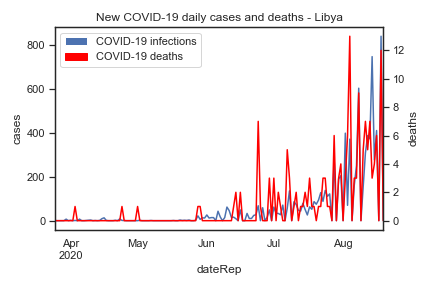 New COVID-19 daily cases and deaths - Libya
COVID-19 infections
COVID-19 deaths
800
600
400
200
0
cases
12
10
8
6
4
2
0
deaths
Apr
2020
May
Jun
Jul
Aug
dateRep